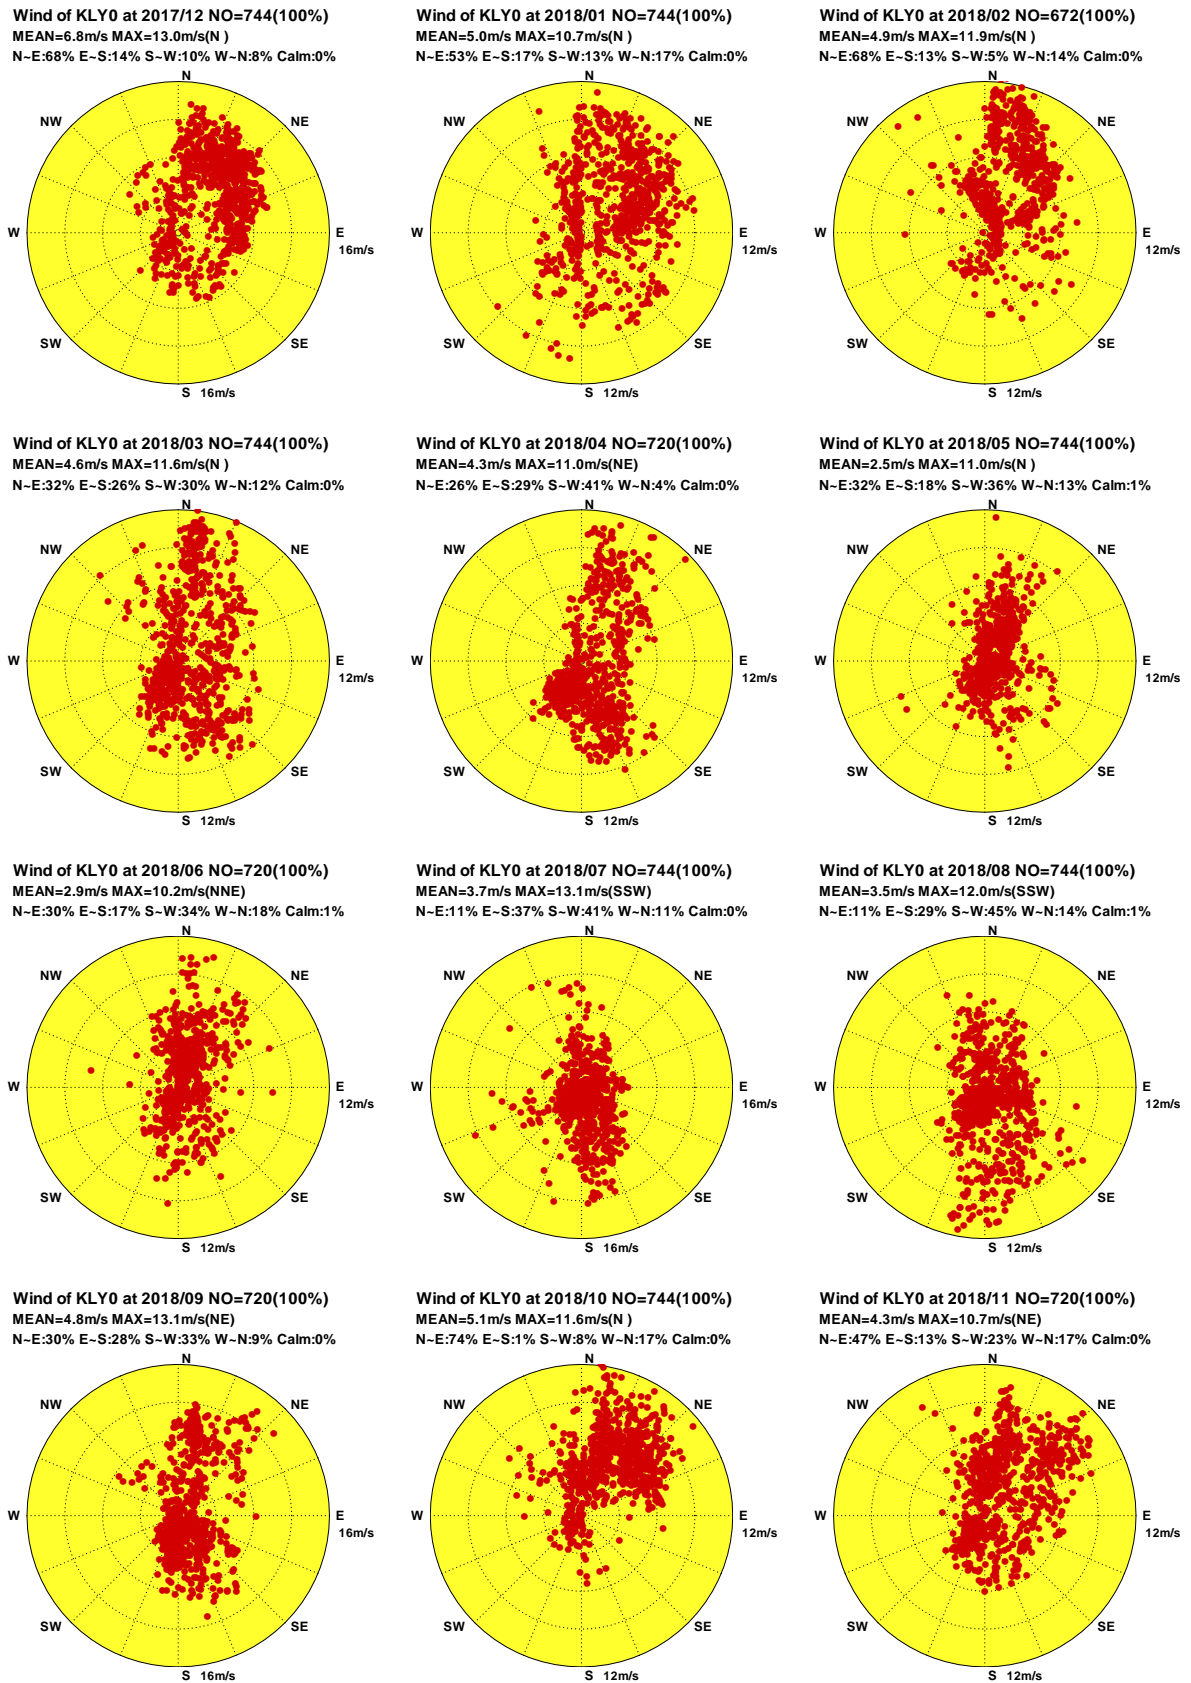 Wind of KLY0 at 2017/12 NO=744(100%)
MEAN=6.8m/s MAX=13.0m/s(N )
N~E:68% E~S:14% S~W:10% W~N:8% Calm:0%
N
NW
NE
W
E
16m/s
SW
SE
S 16m/s
Wind of KLY0 at 2018/01 NO=744(100%)
MEAN=5.0m/s MAX=10.7m/s(N )
N~E:53% E~S:17% S~W:13% W~N:17% Calm:0%
N
NW
NE
W
E
12m/s
SW
SE
S 12m/s
Wind of KLY0 at 2018/02 NO=672(100%)
MEAN=4.9m/s MAX=11.9m/s(N )
N~E:68% E~S:13% S~W:5% W~N:14% Calm:0%
N
NW
NE
W
E
12m/s
SW
SE
S 12m/s
Wind of KLY0 at 2018/03 NO=744(100%)
MEAN=4.6m/s MAX=11.6m/s(N )
N~E:32% E~S:26% S~W:30% W~N:12% Calm:0%
N
NW
NE
W
E
12m/s
SW
SE
S 12m/s
Wind of KLY0 at 2018/04 NO=720(100%)
MEAN=4.3m/s MAX=11.0m/s(NE)
N~E:26% E~S:29% S~W:41% W~N:4% Calm:0%
N
NW
NE
W
E
12m/s
SW
SE
S 12m/s
Wind of KLY0 at 2018/05 NO=744(100%)
MEAN=2.5m/s MAX=11.0m/s(N )
N~E:32% E~S:18% S~W:36% W~N:13% Calm:1%
N
NW
NE
W
E
12m/s
SW
SE
S 12m/s
Wind of KLY0 at 2018/06 NO=720(100%)
MEAN=2.9m/s MAX=10.2m/s(NNE)
N~E:30% E~S:17% S~W:34% W~N:18% Calm:1%
N
NW
NE
W
E
12m/s
SW
SE
S 12m/s
Wind of KLY0 at 2018/07 NO=744(100%)
MEAN=3.7m/s MAX=13.1m/s(SSW)
N~E:11% E~S:37% S~W:41% W~N:11% Calm:0%
N
NW
NE
W
E
16m/s
SW
SE
S 16m/s
Wind of KLY0 at 2018/08 NO=744(100%)
MEAN=3.5m/s MAX=12.0m/s(SSW)
N~E:11% E~S:29% S~W:45% W~N:14% Calm:1%
N
NW
NE
W
E
12m/s
SW
SE
S 12m/s
Wind of KLY0 at 2018/09 NO=720(100%)
MEAN=4.8m/s MAX=13.1m/s(NE)
N~E:30% E~S:28% S~W:33% W~N:9% Calm:0%
N
NW
NE
W
E
16m/s
SW
SE
S 16m/s
Wind of KLY0 at 2018/10 NO=744(100%)
MEAN=5.1m/s MAX=11.6m/s(N )
N~E:74% E~S:1% S~W:8% W~N:17% Calm:0%
N
NW
NE
W
E
12m/s
SW
SE
S 12m/s
Wind of KLY0 at 2018/11 NO=720(100%)
MEAN=4.3m/s MAX=10.7m/s(NE)
N~E:47% E~S:13% S~W:23% W~N:17% Calm:0%
N
NW
NE
W
E
12m/s
SW
SE
S 12m/s